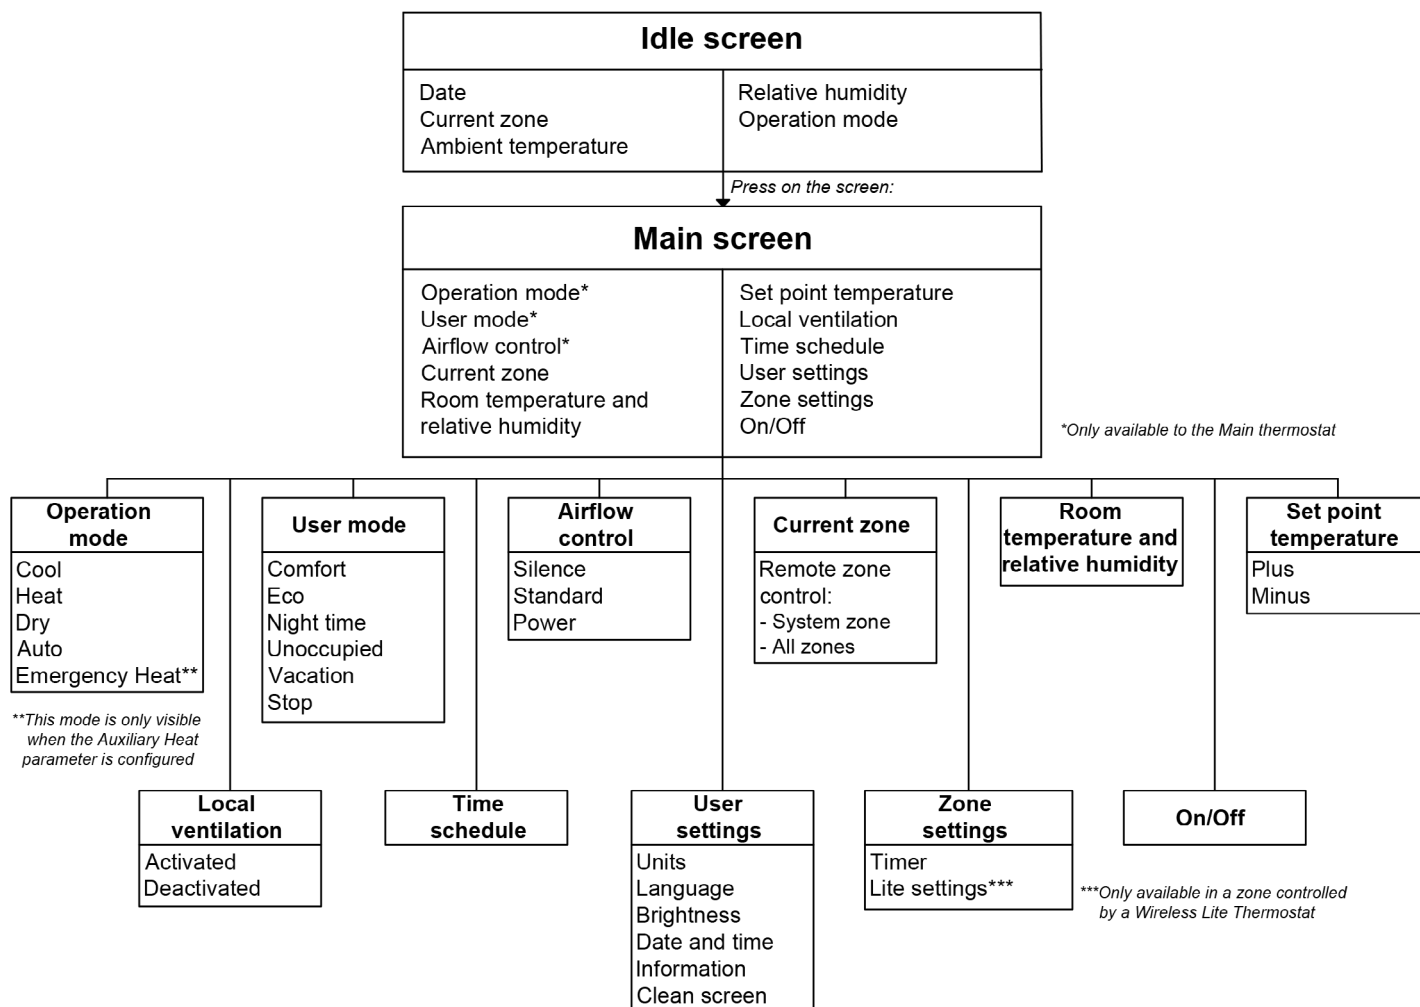 Idle screen
Date
Current zone
Ambient temperature
Relative humidity
Operation mode
Press on the screen:
Main screen
Operation mode*
User mode*
Airflow control*
Current zone
Room temperature and
relative humidity
Set point temperature
Local ventilation
Time schedule
User settings
Zone settings
On/Off
*Only available to the Main thermostat
Operation
mode
Cool
Heat
Dry
Auto
Emergency Heat**
**This mode is only visible
when the Auxiliary Heat
parameter is configured
User mode
Comfort
Eco
Night time
Unoccupied
Vacation
Stop
Airflow
control
Silence
Standard
Power
Current zone
Remote zone
control:
- System zone
- All zones
Room
temperature and
relative humidity
Set point
temperature
Plus
Minus
Local
ventilation
Activated
Deactivated
Time
schedule
User
settings
Units
Language
Brightness
Date and time
Information
Clean screen
Zone
settings
Timer
Lite settings***
On/Off
***Only available in a zone controlled
by a Wireless Lite Thermostat